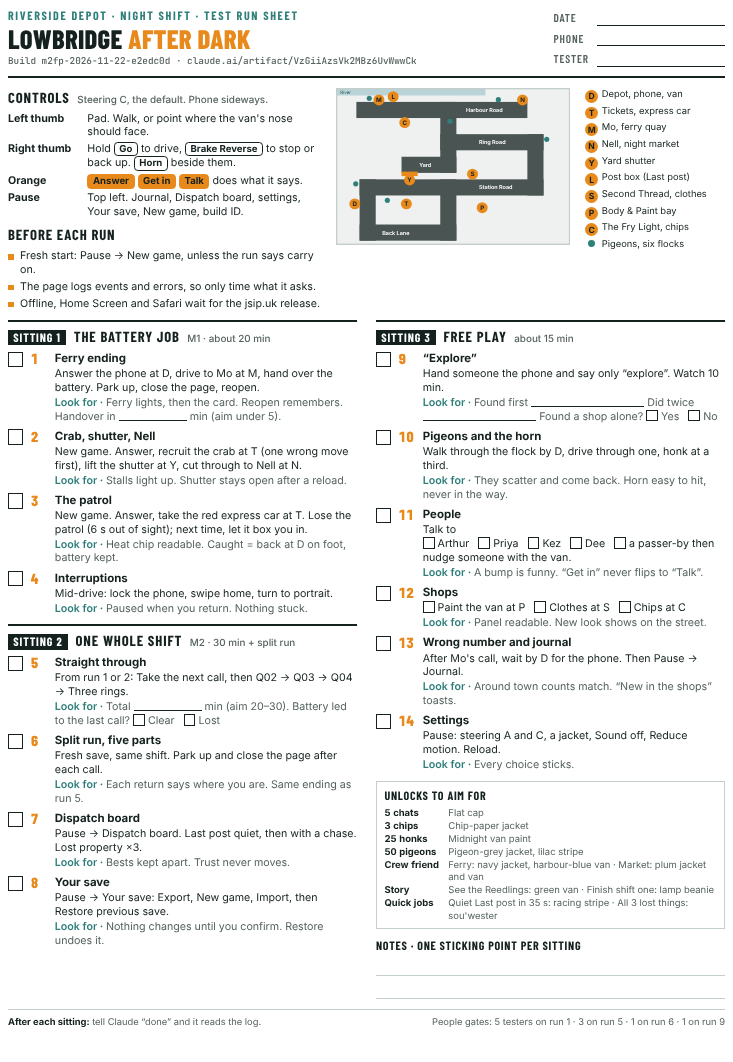 RIVERSIDE DEPOT · NIGHT SHIFT · TEST RUN SHEET
LOWBRIDGE AFTER DARK
Build m2fp-2026-11-22-e2edc0d · claude.ai/artifact/VzGiiAzsVk2MBz6UvWwwCk
DATE
PHONE
TESTER
CONTROLS Steering C, the default. Phone sideways.
Left thumb Pad. Walk, or point where the van's nose
should face.
Right thumb Hold Go to drive, Brake Reverse to stop or
back up. Horn beside them.
Orange Answer Get in Talk does what it says.
Pause Top left. Journal, Dispatch board, settings,
Your save, New game, build ID.
BEFORE EACH RUN
Fresh start: Pause → New game, unless the run says carry
on.
The page logs events and errors, so only time what it asks.
Offline, Home Screen and Safari wait for the jsip.uk release.
River
M
L
N
Harbour Road
C
Ring Road
Yard
Y
S
Station Road
D
T
P
Back Lane
D Depot, phone, van
T Tickets, express car
M Mo, ferry quay
N Nell, night market
Y Yard shutter
L Post box (Last post)
S Second Thread, clothes
P Body & Paint bay
C The Fry Light, chips
Pigeons, six flocks
SITTING 1 THE BATTERY JOB M1 · about 20 min
1 Ferry ending
Answer the phone at D, drive to Mo at M, hand over the
battery. Park up, close the page, reopen.
Look for · Ferry lights, then the card. Reopen remembers.
Handover in ___ min (aim under 5).
2 Crab, shutter, Nell
New game. Answer, recruit the crab at T (one wrong move
first), lift the shutter at Y, cut through to Nell at N.
Look for · Stalls light up. Shutter stays open after a reload.
3 The patrol
New game. Answer, take the red express car at T. Lose the
patrol (6 s out of sight); next time, let it box you in.
Look for · Heat chip readable. Caught = back at D on foot,
battery kept.
4 Interruptions
Mid-drive: lock the phone, swipe home, turn to portrait.
Look for · Paused when you return. Nothing stuck.
SITTING 2 ONE WHOLE SHIFT M2 · 30 min + split run
5 Straight through
From run 1 or 2: Take the next call, then Q02 → Q03 → Q04
→ Three rings.
Look for · Total ___ min (aim 20–30). Battery led
to the last call? Clear Lost
6 Split run, five parts
Fresh save, same shift. Park up and close the page after
each call.
Look for · Each return says where you are. Same ending as
run 5.
7 Dispatch board
Pause → Dispatch board. Last post quiet, then with a chase.
Lost property ×3.
Look for · Bests kept apart. Trust never moves.
8 Your save
Pause → Your save: Export, New game, Import, then
Restore previous save.
Look for · Nothing changes until you confirm. Restore
undoes it.
SITTING 3 FREE PLAY about 15 min
9 “Explore”
Hand someone the phone and say only “explore”. Watch 10
min.
Look for · Found first ___ Did twice
___ Found a shop alone? Yes No
10 Pigeons and the horn
Walk through the flock by D, drive through one, honk at a
third.
Look for · They scatter and come back. Horn easy to hit,
never in the way.
11 People
Talk to
Arthur Priya Kez Dee a passer-by then
nudge someone with the van.
Look for · A bump is funny. “Get in” never flips to “Talk”.
12 Shops
Paint the van at P Clothes at S Chips at C
Look for · Panel readable. New look shows on the street.
13 Wrong number and journal
After Mo's call, wait by D for the phone. Then Pause →
Journal.
Look for · Around town counts match. “New in the shops”
toasts.
14 Settings
Pause: steering A and C, a jacket, Sound off, Reduce
motion. Reload.
Look for · Every choice sticks.
UNLOCKS TO AIM FOR
5 chats Flat cap
3 chips Chip-paper jacket
25 honks Midnight van paint
50 pigeons Pigeon-grey jacket, lilac stripe
Crew friend Ferry: navy jacket, harbour-blue van · Market: plum jacket
and van
Story See the Reedlings: green van · Finish shift one: lamp beanie
Quick jobs Quiet Last post in 35 s: racing stripe · All 3 lost things:
sou'wester
NOTES · ONE STICKING POINT PER SITTING
After each sitting: tell Claude “done” and it reads the log.
People gates: 5 testers on run 1 · 3 on run 5 · 1 on run 6 · 1 on run 9